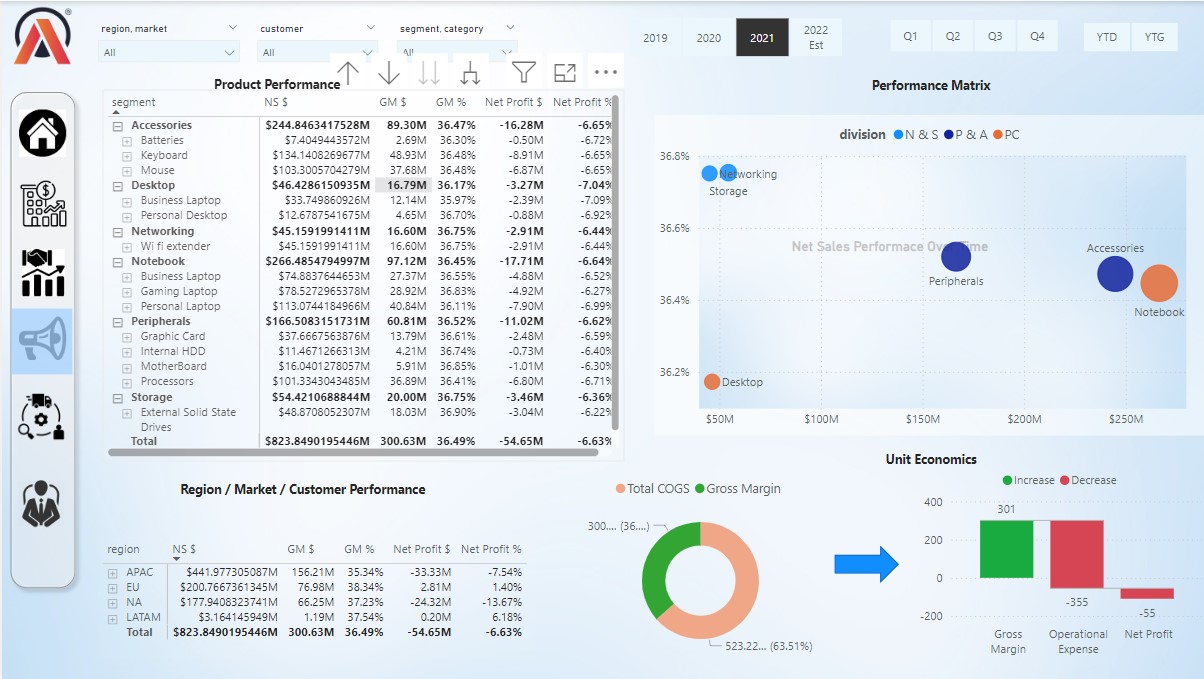 region, market
customer
segment, category
All
All
All
2019
2020
2021
2022
Est
Q1
Q2
Q3
Q4
YTD
YTG
Product Performance
segment NS $ GM $ GM % Net Profit $ Net Profit %
Accessories $244.8463417528M 89.30M 36.47% -16.28M -6.65%
Batteries $7.4049443572M 2.69M 36.30% -0.50M -6.72%
Keyboard $134.1408269677M 48.93M 36.48% -8.91M -6.65%
Mouse $103.3005704279M 37.68M 36.48% -6.87M -6.65%
Desktop $46.4286150935M 16.79M 36.17% -3.27M -7.04%
Business Laptop $33.749860926M 12.14M 35.97% -2.39M -7.09%
Personal Desktop $12.6787541675M 4.65M 36.70% -0.88M -6.92%
Networking $45.1591991411M 16.60M 36.75% -2.91M -6.44%
Wi fi extender $45.1591991411M 16.60M 36.75% -2.91M -6.44%
Notebook $266.4854794997M 97.12M 36.45% -17.71M -6.64%
Business Laptop $74.8837644653M 27.37M 36.55% -4.88M -6.52%
Gaming Laptop $78.5272965378M 28.92M 36.83% -4.92M -6.27%
Personal Laptop $113.0744184966M 40.84M 36.11% -7.90M -6.99%
Peripherals $166.5083151731M 60.81M 36.52% -11.02M -6.62%
Graphic Card $37.6667563876M 13.79M 36.61% -2.48M -6.59%
Internal HDD $11.4671266313M 4.21M 36.74% -0.73M -6.40%
MotherBoard $16.0401278057M 5.91M 36.85% -1.01M -6.30%
Processors $101.3343043485M 36.89M 36.41% -6.80M -6.71%
Storage $54.4210688844M 20.00M 36.75% -3.46M -6.36%
External Solid State $48.8708052307M 18.03M 36.90% -3.04M -6.22%
Drives
Total $823.8490195446M 300.63M 36.49% -54.65M -6.63%
Performance Matrix
division N & S P & A PC
36.8%
36.6%
36.4%
36.2%
Networking
Storage
Net Sales Performace Over Time
Accessories
Peripherals
Notebook
Desktop
$50M $100M $150M $200M $250M
Region / Market / Customer Performance
region NS $ GM $ GM % Net Profit $ Net Profit %
APAC $441.977305087M 156.21M 35.34% -33.33M -7.54%
EU $200.7667361345M 76.98M 38.34% 2.81M 1.40%
NA $177.9408323741M 66.25M 37.23% -24.32M -13.67%
LATAM $3.164145949M 1.19M 37.54% 0.20M 6.18%
Total $823.8490195446M 300.63M 36.49% -54.65M -6.63%
Total COGS Gross Margin
300.... (36....)
523.22... (63.51%)
Unit Economics
Increase Decrease
400
200
0
-200
301
-355
-55
Gross
Margin
Operational
Expense
Net Profit